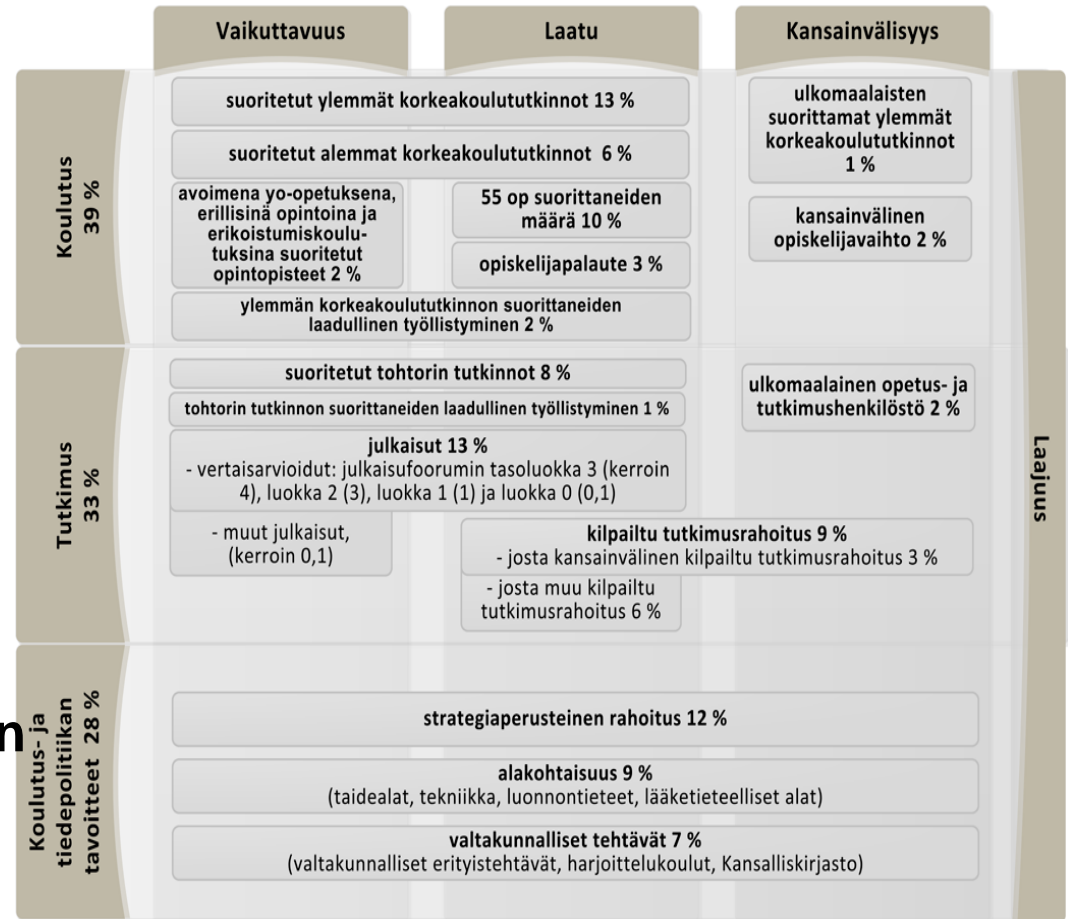 Vaikuttavuus
Laatu
Kansainvälisyys
Koulutus
39 %
suoritetut ylemmät korkeakoulututkinnot 13 %
suoritetut alemmat korkeakoulututkinnot 6 %
avoimena yo-opetuksena,
erillisinä opintoina ja
erikoistumiskoulu-
tuksina suoritetut
opintopisteet 2 %
55 op suorittaneiden
määrä 10 %
opiskelijapalaute 3 %
ylemmän korkeakoulututkinnon suorittaneiden
laadullinen työllistyminen 2 %
ulkomaalaisten
suorittamat ylemmät
korkeakoulututkinnot
1 %
kansainvälinen
opiskelijavaihto 2 %
Tutkimus
33 %
suoritetut tohtorin tutkinnot 8 %
tohtorin tutkinnon suorittaneiden laadullinen työllistyminen 1 %
julkaisut 13 %
- vertaisarvioidut: julkaisufoorumin tasoluokka 3 (kerroin
4), luokka 2 (3), luokka 1 (1) ja luokka 0 (0,1)
- muut julkaisut,
(kerroin 0,1)
ulkomaalainen opetus- ja
tutkimushenkilöstö 2 %
kilpailtu tutkimusrahoitus 9 %
- josta kansainvälinen kilpailtu tutkimusrahoitus 3 %
- josta muu kilpailtu
tutkimusrahoitus 6 %
Laajuus
n
Koulutus- ja
tiedepolitiikan
tavoitteet 28 %
strategiaperusteinen rahoitus 12 %
alakohtaisuus 9 %
(taidealat, tekniikka, luonnontieteet, lääketieteelliset alat)
valtakunnalliset tehtävät 7 %
(valtakunnalliset erityistehtävät, harjoittelukoulut, Kansalliskirjasto)